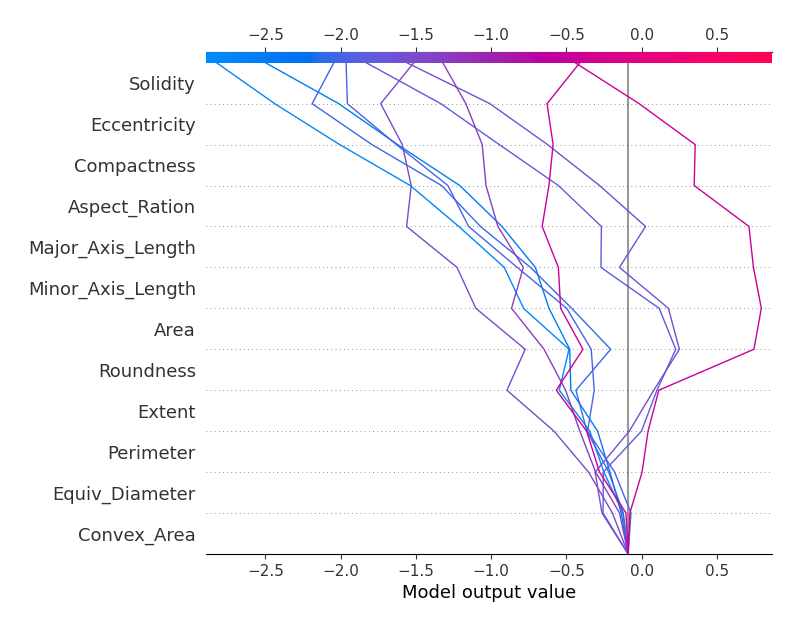 −2.5 −2.0 −1.5 −1.0 −0.5 0.0 0.5
Solidity
Eccentricity
Compactness
Aspect_Ration
Major_Axis_Length
Minor_Axis_Length
Area
Roundness
Extent
Perimeter
Equiv_Diameter
Convex_Area
−2.5 −2.0 −1.5 −1.0 −0.5 0.0 0.5
Model output value